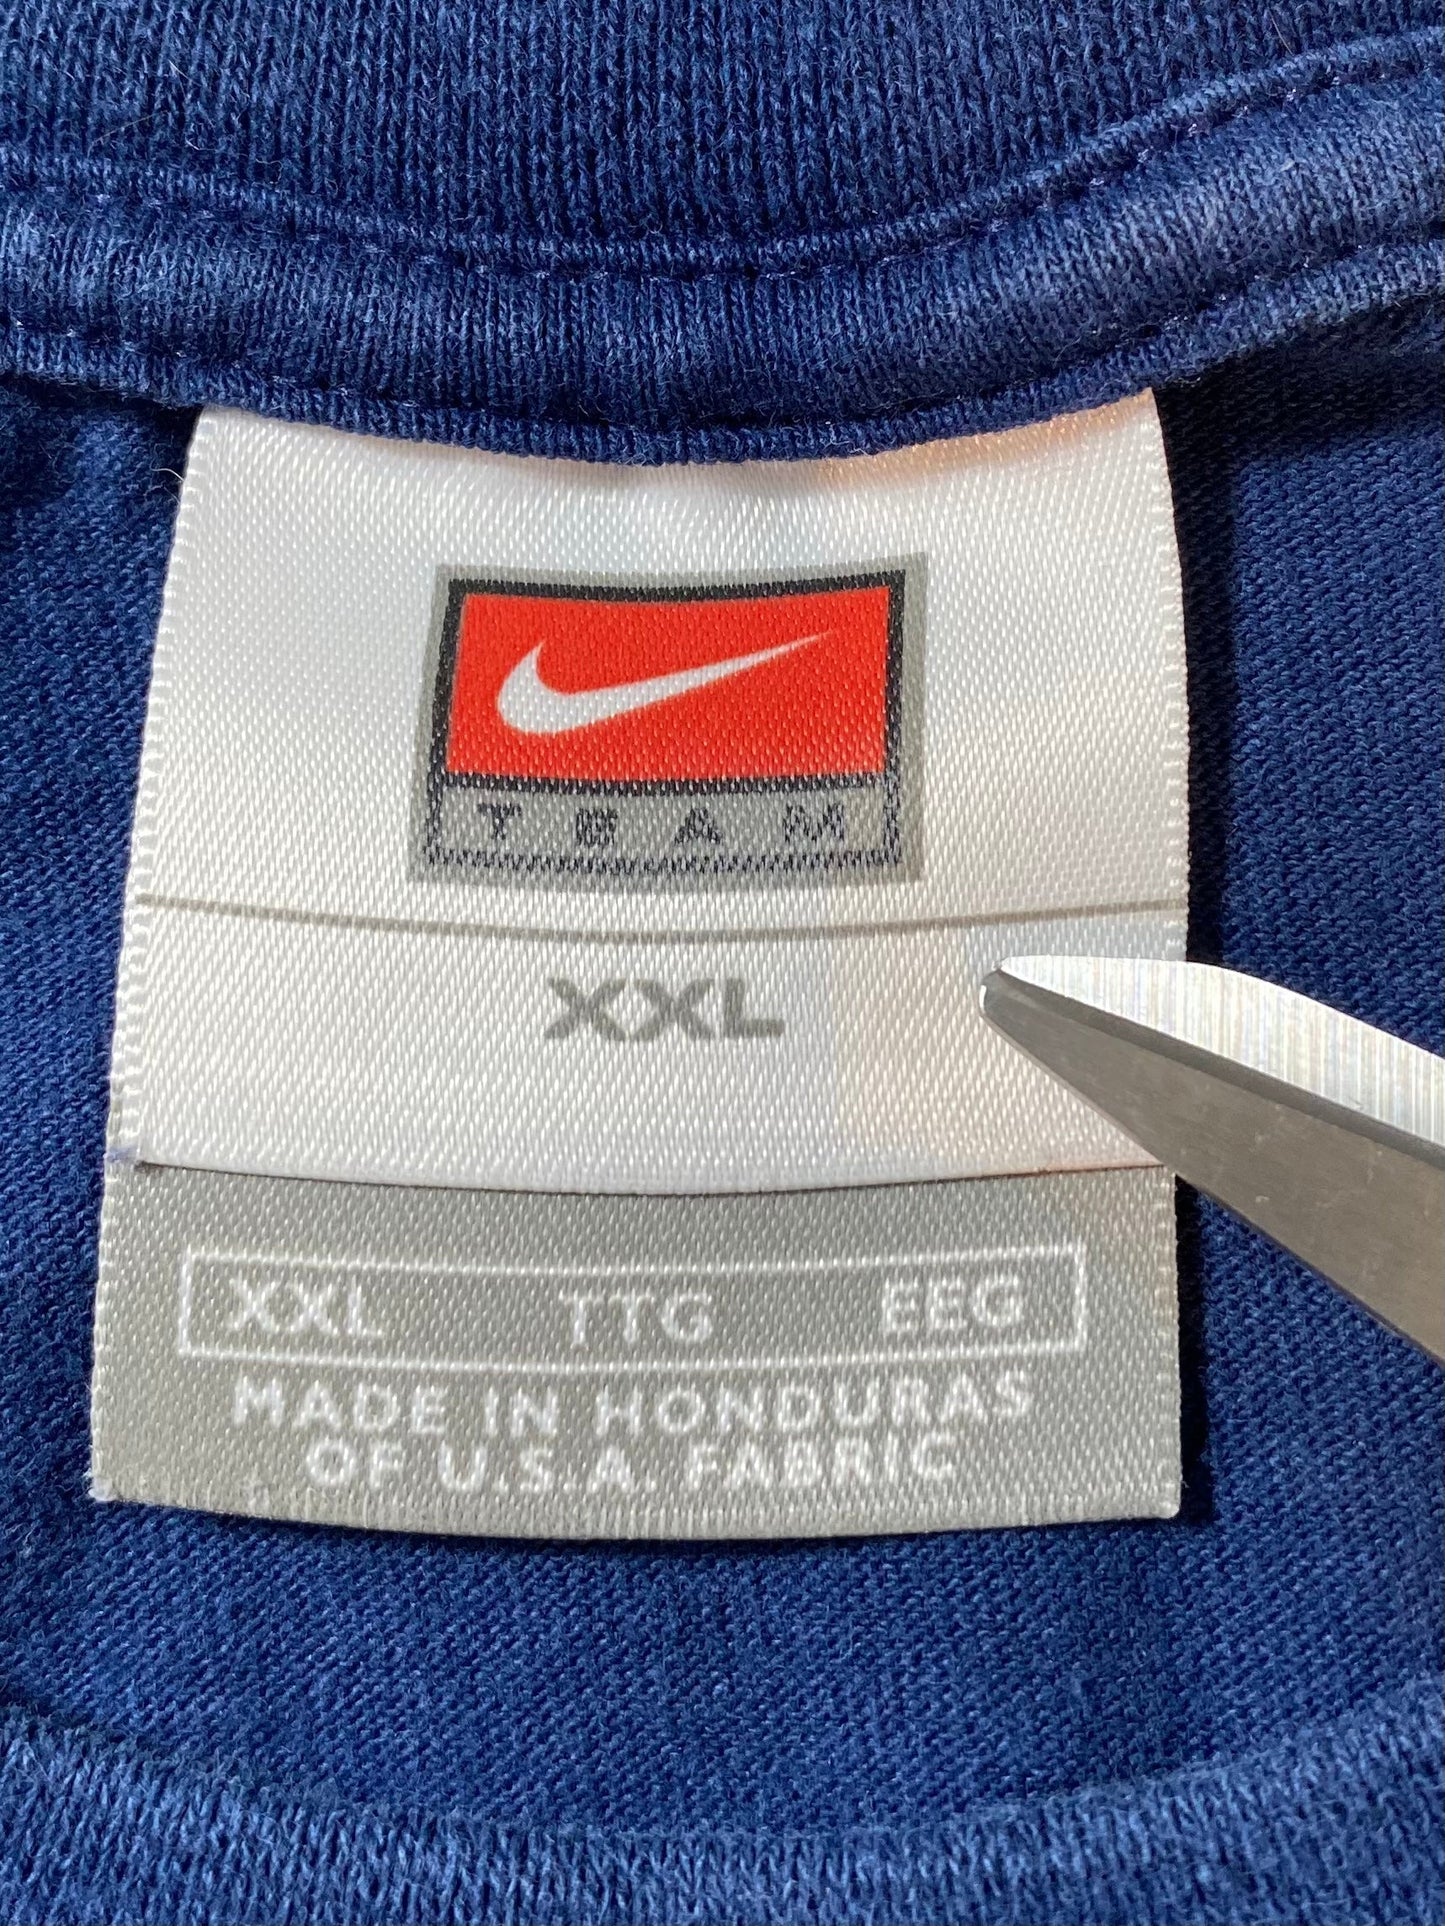 TEAM
XXL
XXL TTG EEG
MADE IN HONDURAS
OF U.S.A. FABRIC